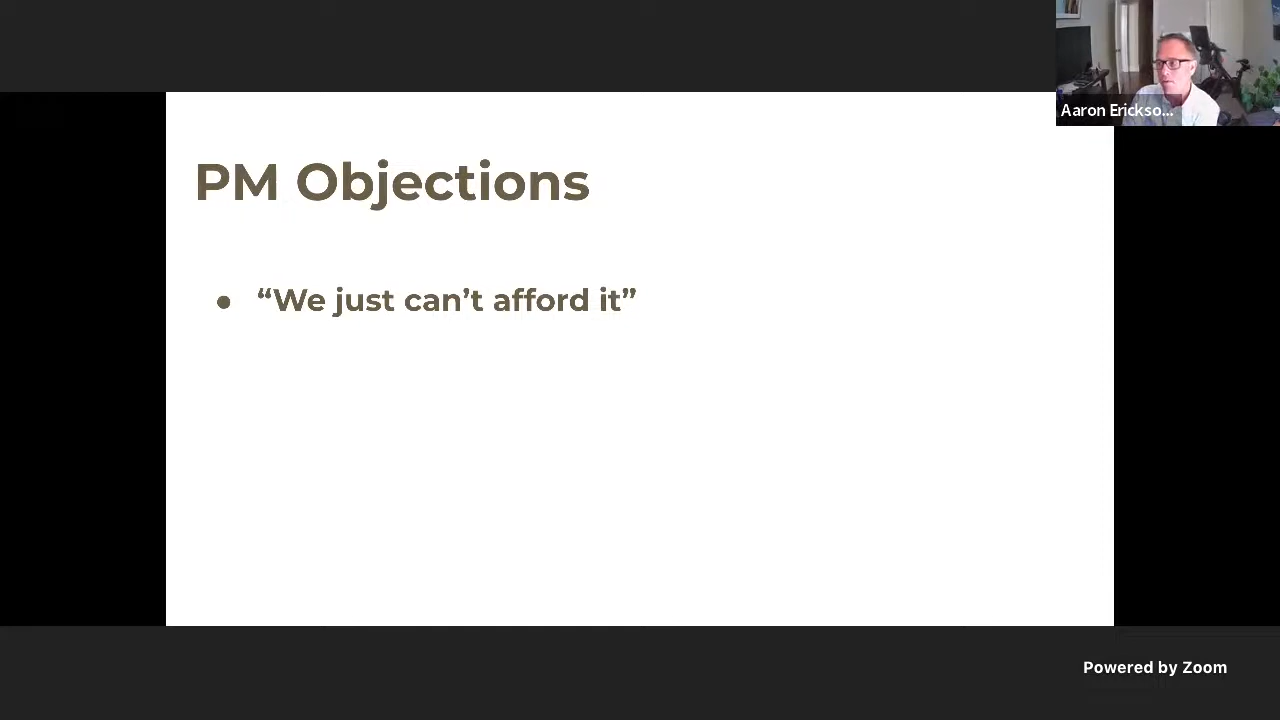 Aaron Erickso...
PM Objections
● “We just can’t afford it”
Powered by Zoom